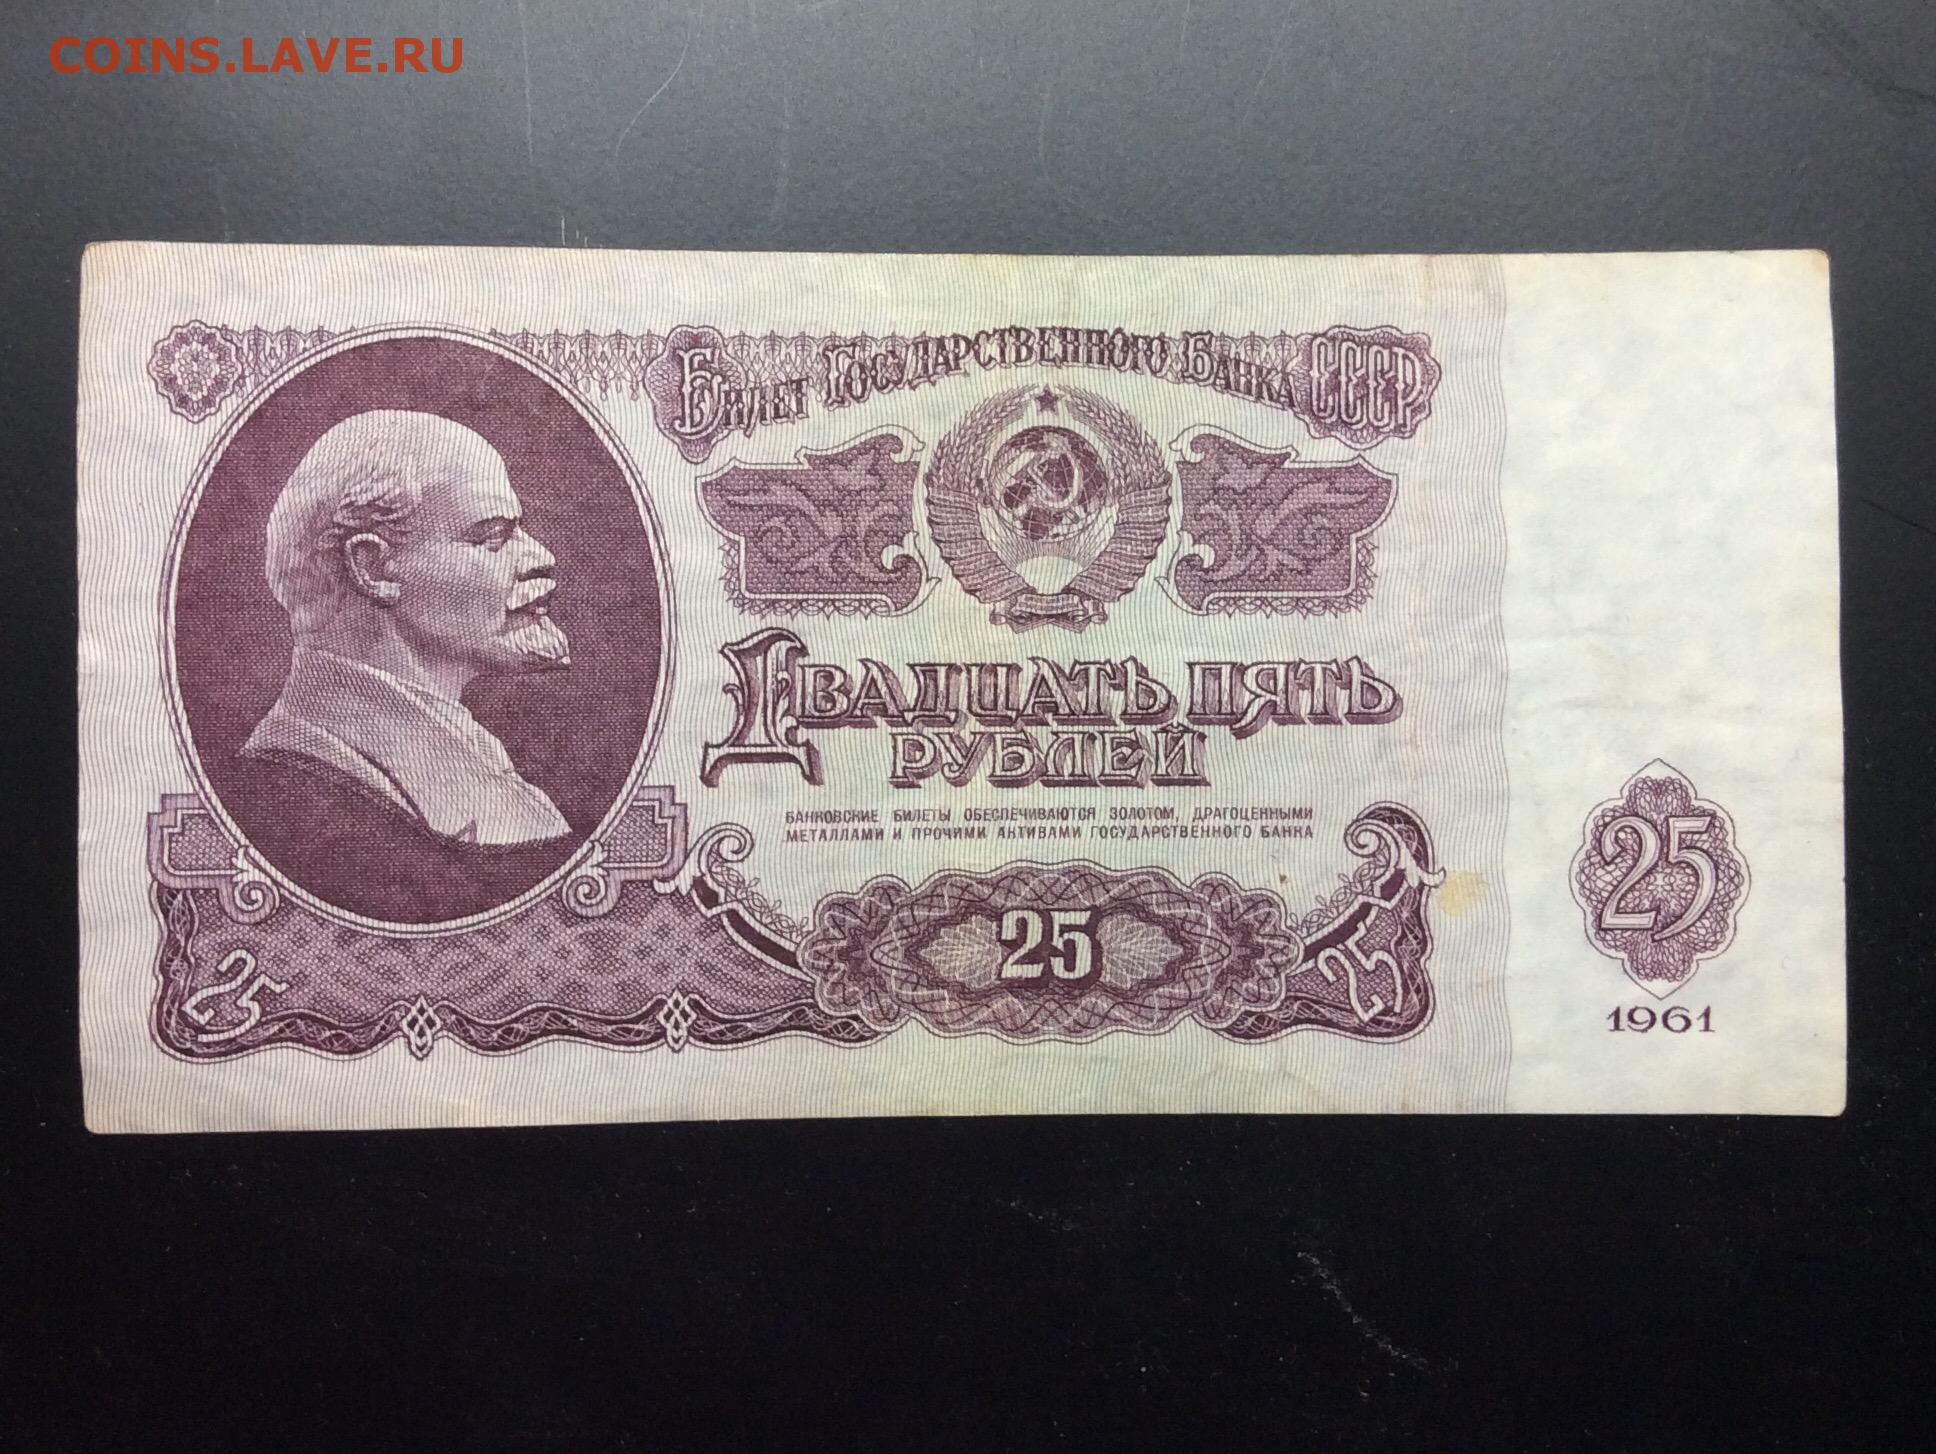 COINS.LAVE.RU
Билет Государственного Банка СССР
Двадцать пять
рублей
БАНКОВСКИЕ БИЛЕТЫ ОБЕСПЕЧИВАЮТСЯ ЗОЛОТОМ, ДРАГОЦЕННЫМИ
МЕТАЛЛАМИ И ПРОЧИМИ АКТИВАМИ ГОСУДАРСТВЕННОГО БАНКА
25
25
25
25
1961